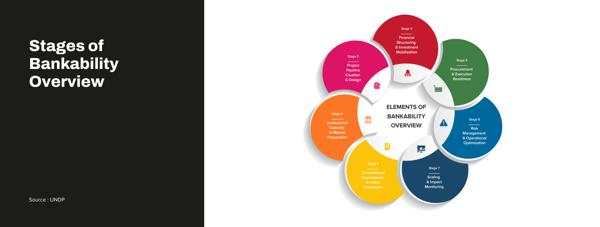 Stages of
Bankability
Overview
Source : UNDP
ELEMENTS OF
BANKABILITY
OVERVIEW
Stage 1
Foundational
Commitment
& Policy
Frameworks
Stage 2
Institutional
Capacity
& Market
Preparation
Stage 3
Project
Pipeline
Creation
& Design
Stage 4
Financial
Structuring
& Investment
Mobilization
Stage 5
Procurement
& Execution
Readiness
Stage 6
Risk
Management
& Operational
Optimization
Stage 7
Scaling
& Impact
Monitoring